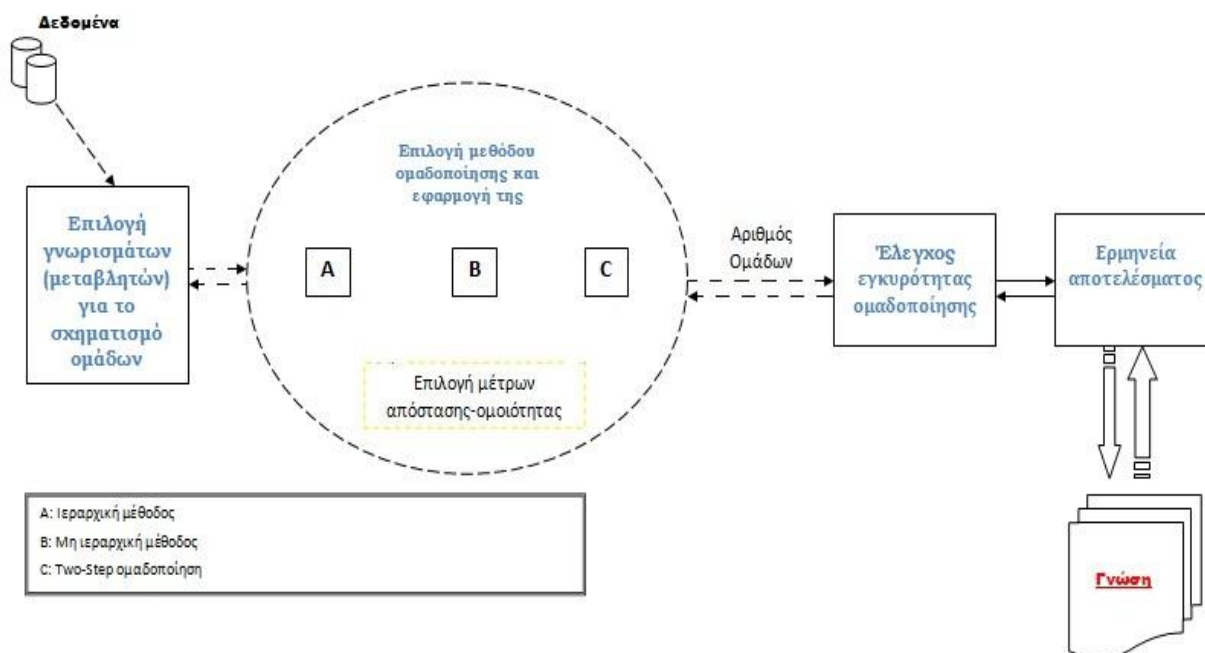 Δεδομένα
Επιλογή μεθόδου
ομαδοποίησης και
εφαρμογή της
Επιλογή
γνωρισμάτων
(μεταβλητών)
για το
σχηματισμό
ομάδων
A
B
C
Αριθμός
Ομάδων
Έλεγχος
εγκυρότητας
ομαδοποίησης
Ερμηνεία
αποτελέσματος
Επιλογή μέτρων
απόστασης-ομοιότητας
A: Ιεραρχική μέθοδος
B: Μη ιεραρχική μέθοδος
C: Two-Step ομαδοποίηση
Γνώση